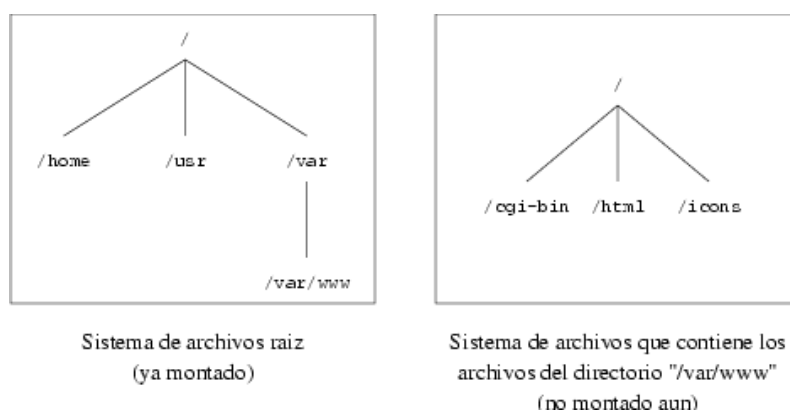 /
/home /usr /var
/var/www
Sistema de archivos raiz
(ya montado)
/
/cgi-bin /html /icons
Sistema de archivos que contiene los
archivos del directorio "/var/www"
(no montado aun)